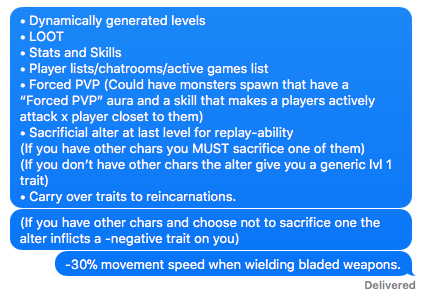 • Dynamically generated levels
• LOOT
• Stats and Skills
• Player lists/chatrooms/active games list
• Forced PVP (Could have monsters spawn that have a
“Forced PVP” aura and a skill that makes a players actively
attack x player closet to them)
• Sacrificial alter at last level for replay-ability
(If you have other chars you MUST sacrifice one of them)
(If you don’t have other chars the alter give you a generic lvl 1
trait)
• Carry over traits to reincarnations.
(If you have other chars and choose not to sacrifice one the
alter inflicts a -negative trait on you)
-30% movement speed when wielding bladed weapons.
Delivered